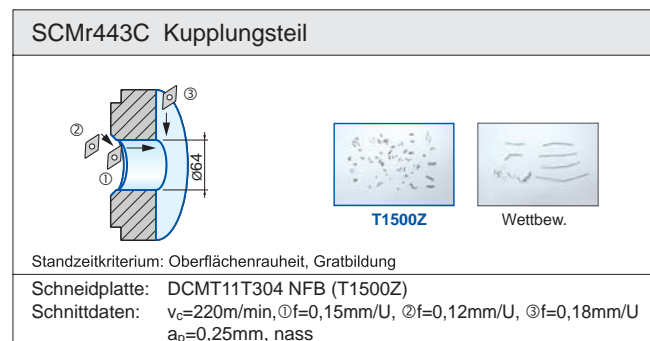 SCMr443C Kupplungsteil
③
②
①
Ø64
T1500Z
Wettbew.
Standzeitkriterium: Oberflächenrauheit, Gratbildung
Schneidplatte: DCMT11T304 NFB (T1500Z)
Schnittdaten: vc=220m/min,①f=0,15mm/U, ②f=0,12mm/U, ③f=0,18mm/U
ap=0,25mm, nass